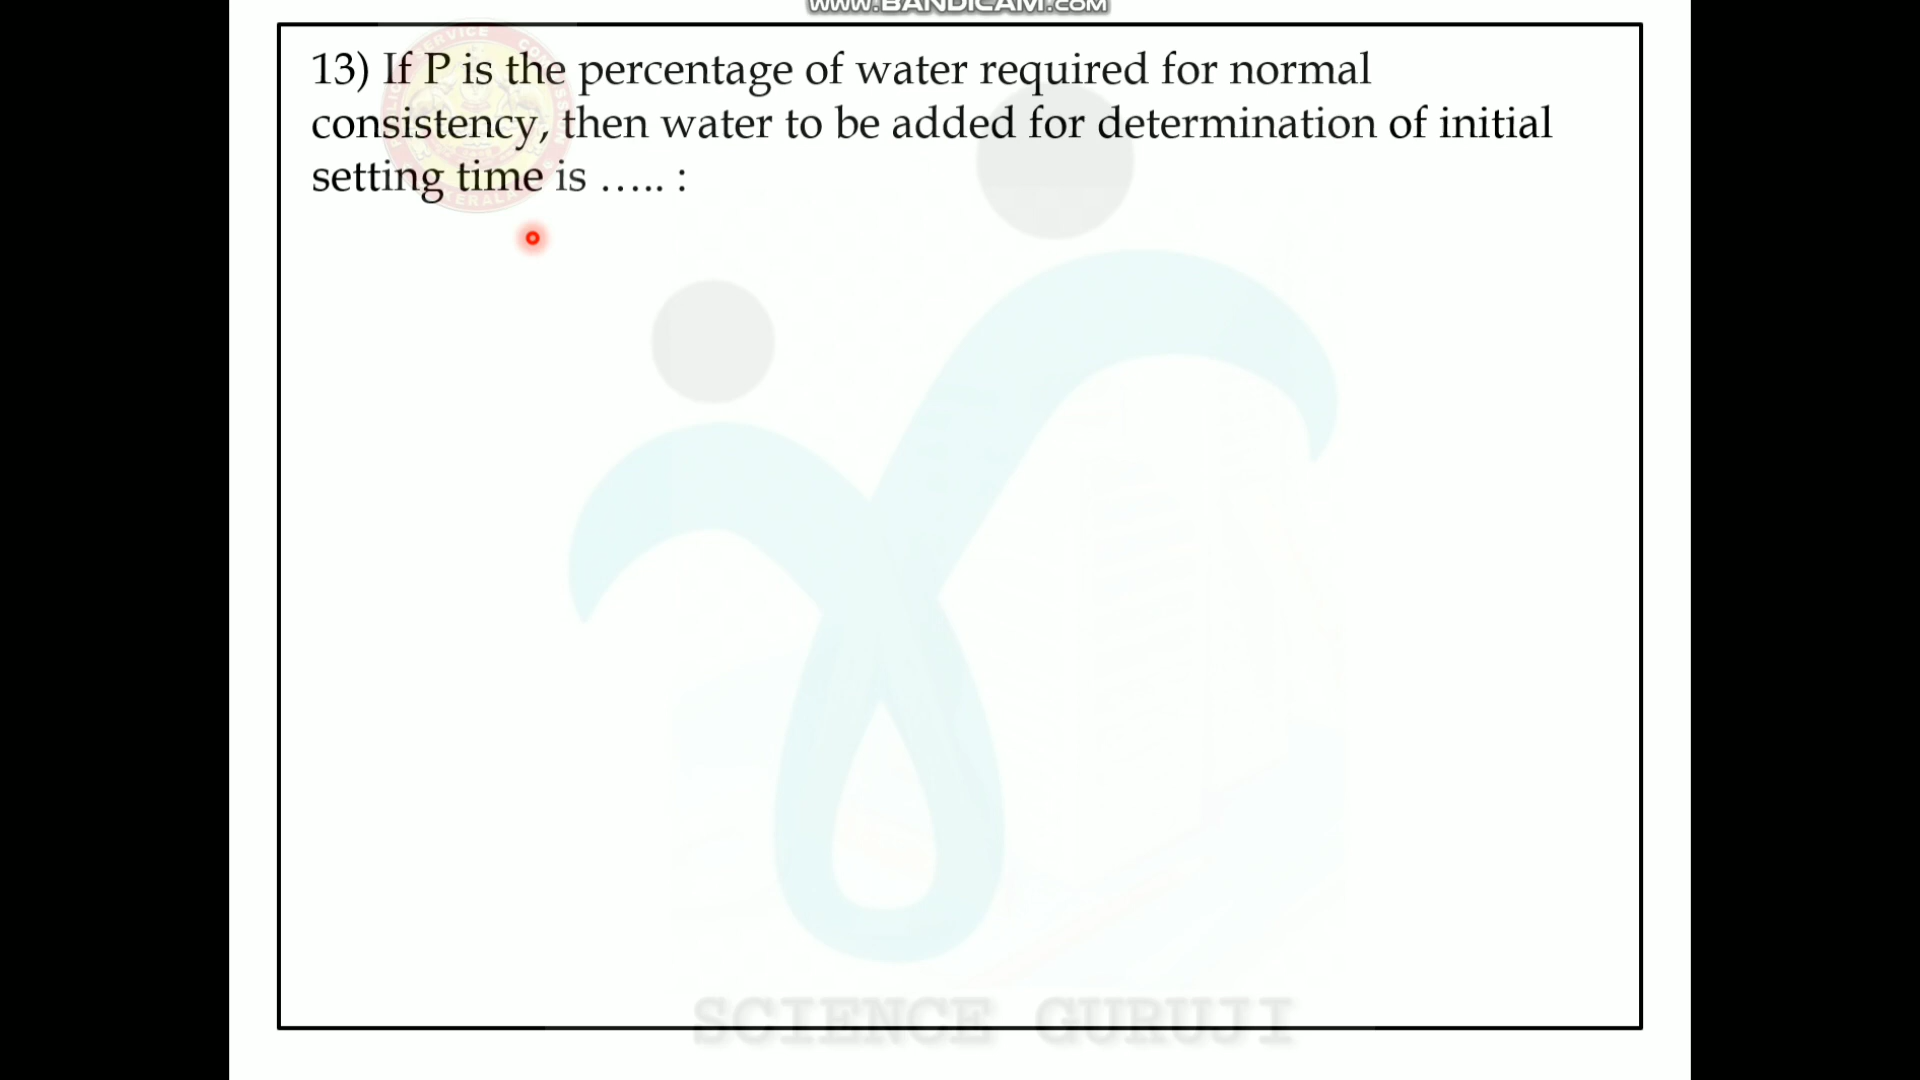 WWW.BANDICAM.COM
13) If P is the percentage of water required for normal
consistency, then water to be added for determination of initial
setting time is ..... :
SCIENCE GURUJI